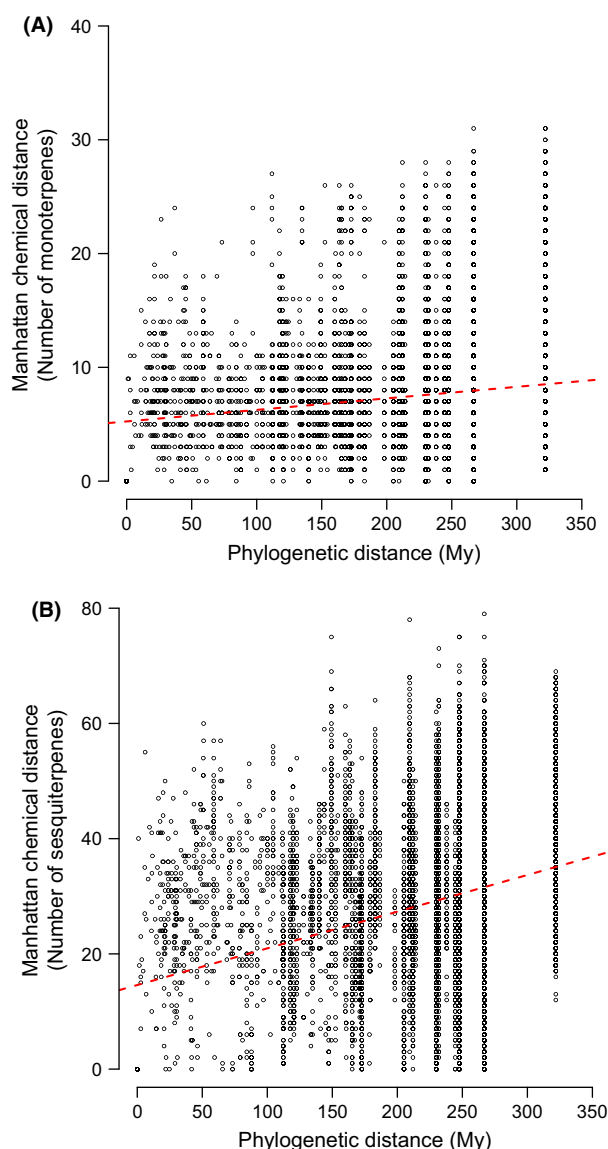 (A)
Manhattan chemical distance
(Number of monoterpenes)
40
30
20
10
0
0 50 100 150 200 250 300 350
Phylogenetic distance (My)
(B)
Manhattan chemical distance
(Number of sesquiterpenes)
80
60
40
20
0
0 50 100 150 200 250 300 350
Phylogenetic distance (My)